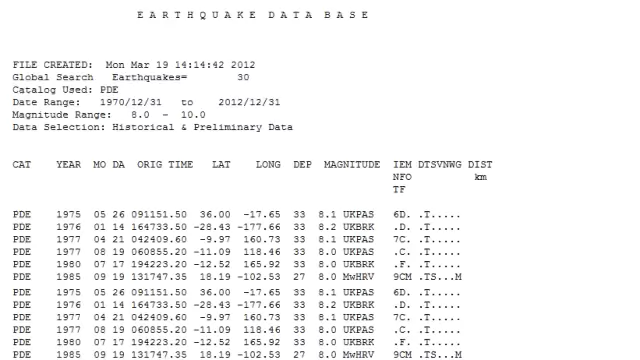 E A R T H Q U A K E   D A T A   B A S E
FILE CREATED:  Mon Mar 19 14:14:42 2012
Global Search   Earthquakes=        30
Catalog Used: PDE
Date Range:   1970/12/31   to    2012/12/31
Magnitude Range:   8.0  -  10.0
Data Selection: Historical & Preliminary Data
CAT    YEAR  MO DA  ORIG TIME   LAT    LONG  DEP  MAGNITUDE  IEM DTSVNWG DIST
NFO          km
TF
PDE    1975  05 26 091151.50  36.00  -17.65  33  8.1 UKPAS   6D. .T.....
PDE    1976  01 14 164733.50 -28.43 -177.66  33  8.2 UKBRK   .D. .T.....
PDE    1977  04 21 042409.60  -9.97  160.73  33  8.1 UKPAS   7C. .T.....
PDE    1977  08 19 060855.20 -11.09  118.46  33  8.0 UKPAS   .C. .T.....
PDE    1980  07 17 194223.20 -12.52  165.92  33  8.0 UKBRK   .F. .T.....
PDE    1985  09 19 131747.35  18.19 -102.53  27  8.0 MwHRV   9CM .TS...M
PDE    1975  05 26 091151.50  36.00  -17.65  33  8.1 UKPAS   6D. .T.....
PDE    1976  01 14 164733.50 -28.43 -177.66  33  8.2 UKBRK   .D. .T.....
PDE    1977  04 21 042409.60  -9.97  160.73  33  8.1 UKPAS   7C. .T.....
PDE    1977  08 19 060855.20 -11.09  118.46  33  8.0 UKPAS   .C. .T.....
PDE    1980  07 17 194223.20 -12.52  165.92  33  8.0 UKBRK   .F. .T.....
PDE    1985  09 19 131747.35  18.19 -102.53  27  8.0 MwHRV   9CM .TS...M